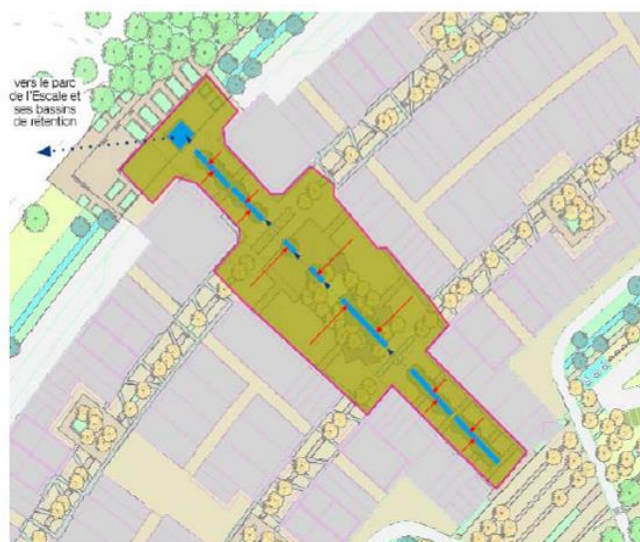 vers le parc
de l'Escale et
ses bassins
de rétention